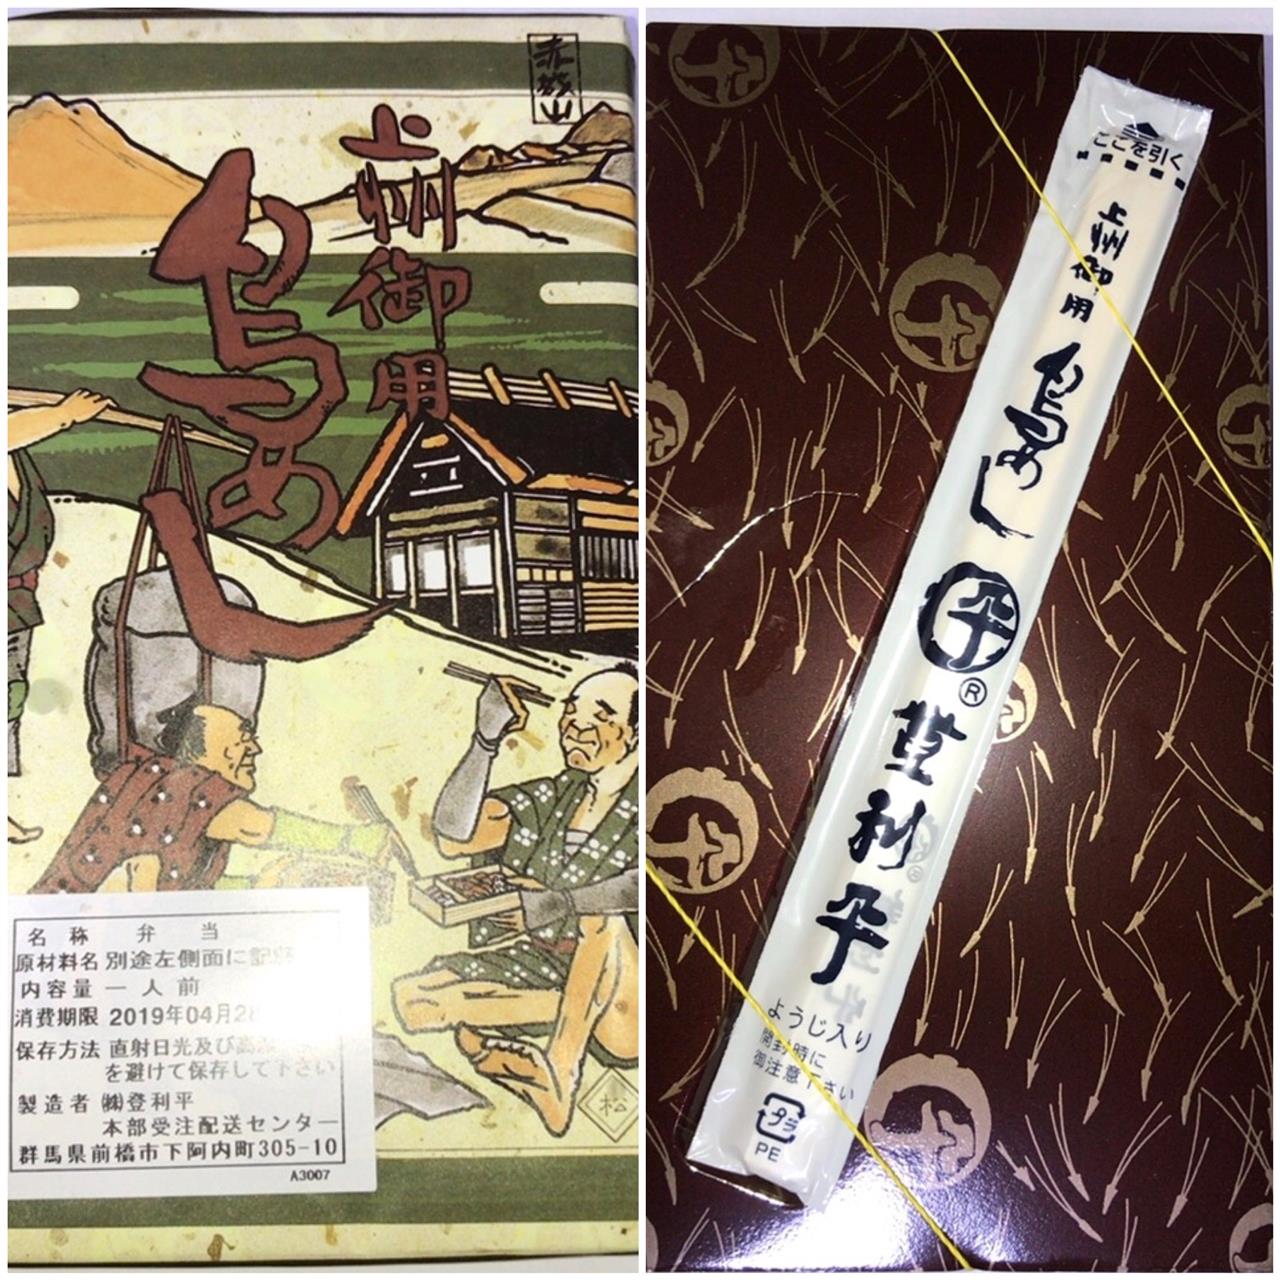 赤城山
上州御用
鳥めし
名称 弁当
原材料名 別途左側面に記
内容量 一人前
消費期限 2019年04月2
保存方法 直射日光及び高
を避けて保存して下さい
製造者 ㈱登利平
本部受注配送センター
群馬県前橋市下阿内町305-10
A3007
松
ここを引く
上州御用
鳥めし
平
®
登利平
ようじ入り
開封時に
御注意下さい
プラ
PE